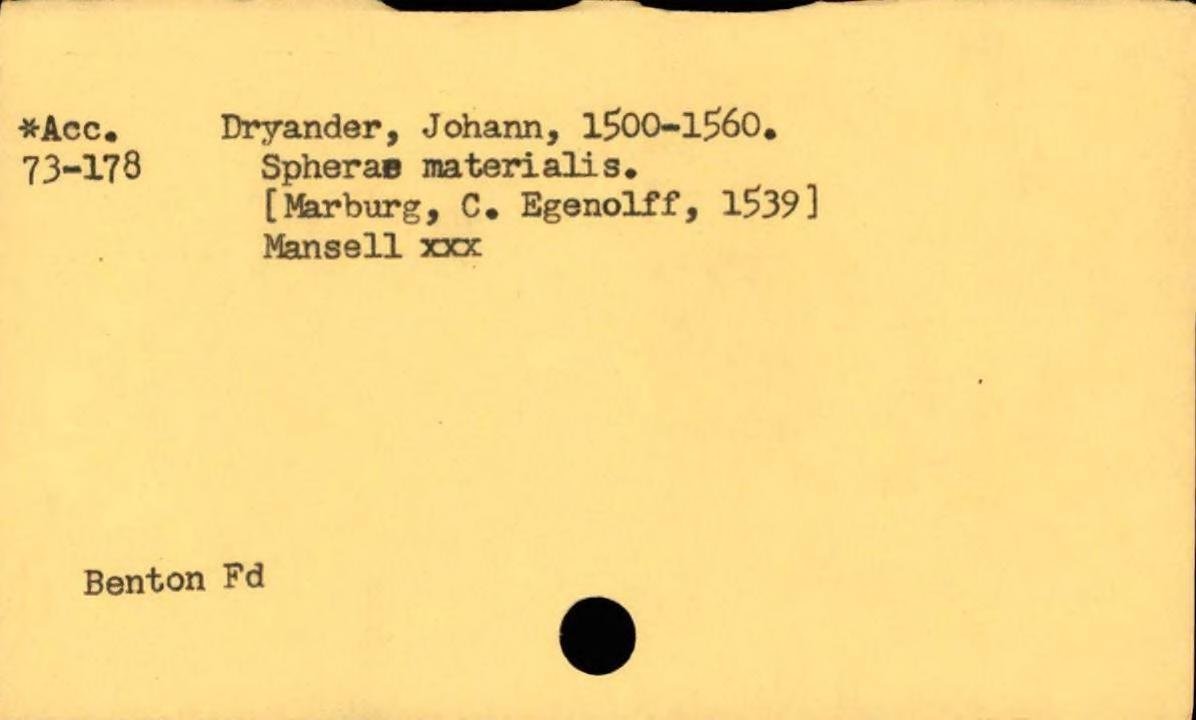 *Acc. Dryander, Johann, 1500-1560.
73-178 Spherae materialis.
[Marburg, C. Egenolff, 1539]
Mansell xxx
Benton Fd